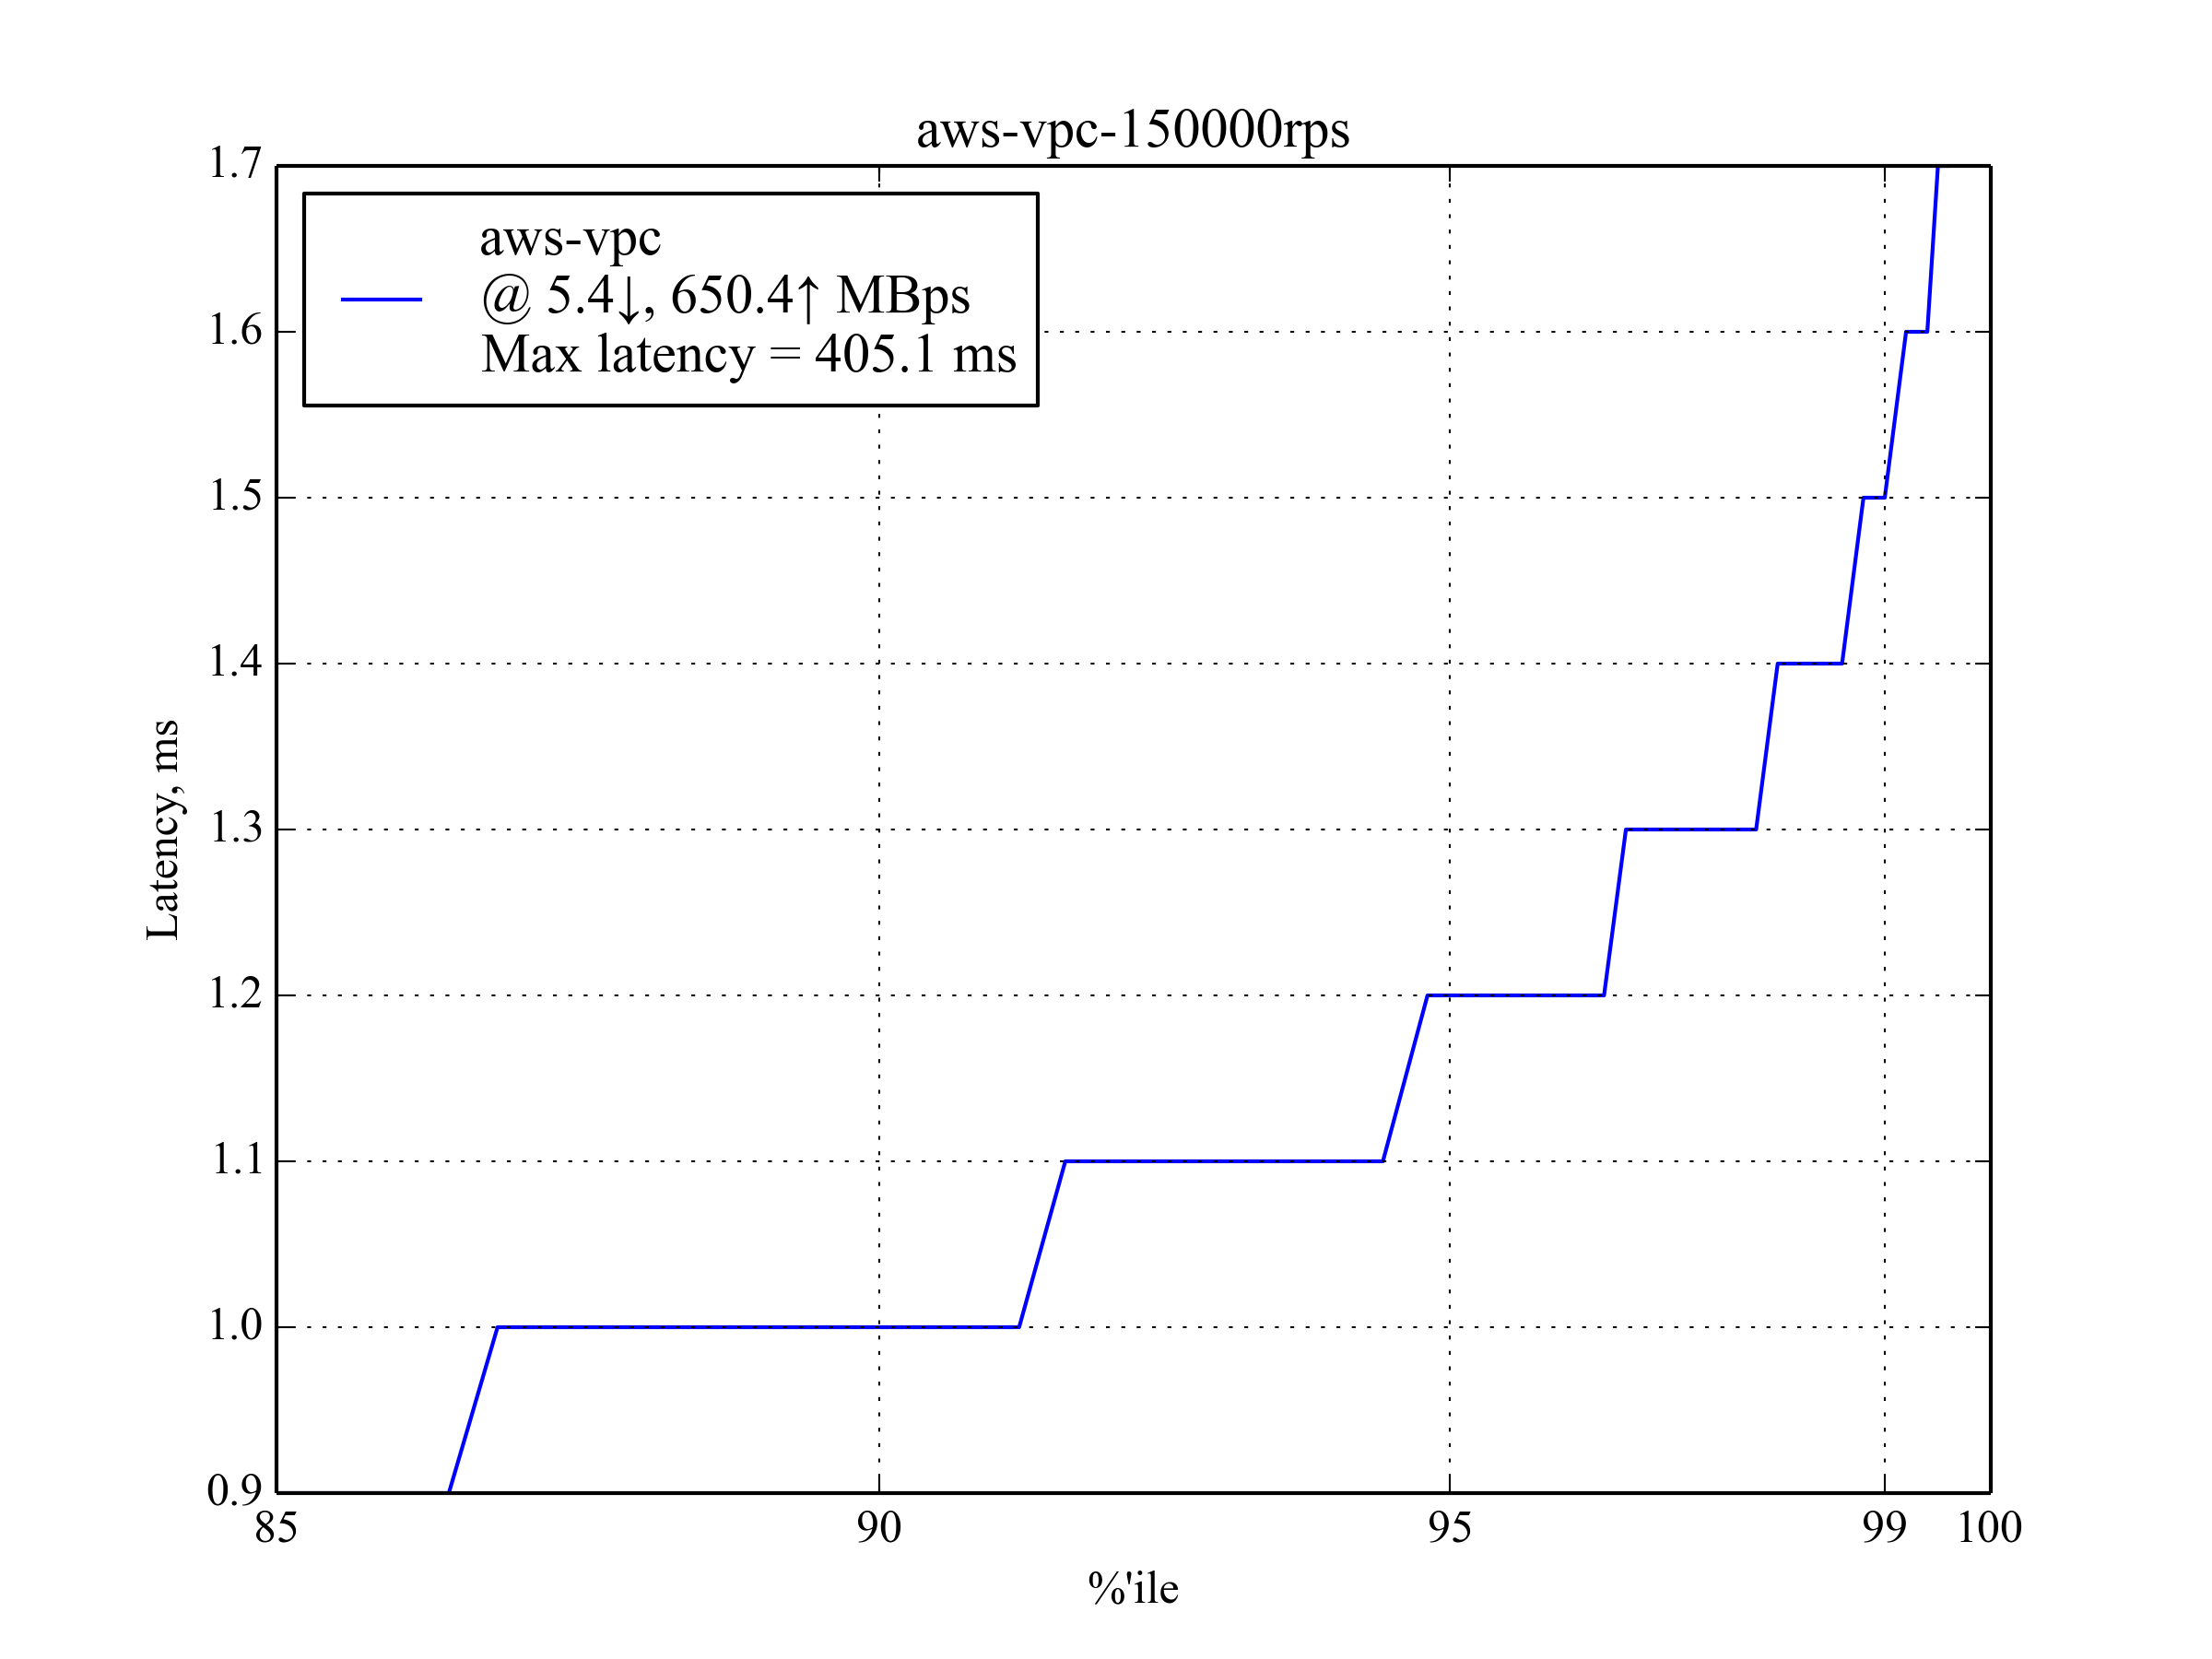 aws-vpc-150000rps
aws-vpc
@ 5.4↓, 650.4↑ MBps
Max latency = 405.1 ms
1.7
1.6
1.5
1.4
1.3
1.2
1.1
1.0
0.9
Latency, ms
85 90 95 99 100
%'ile